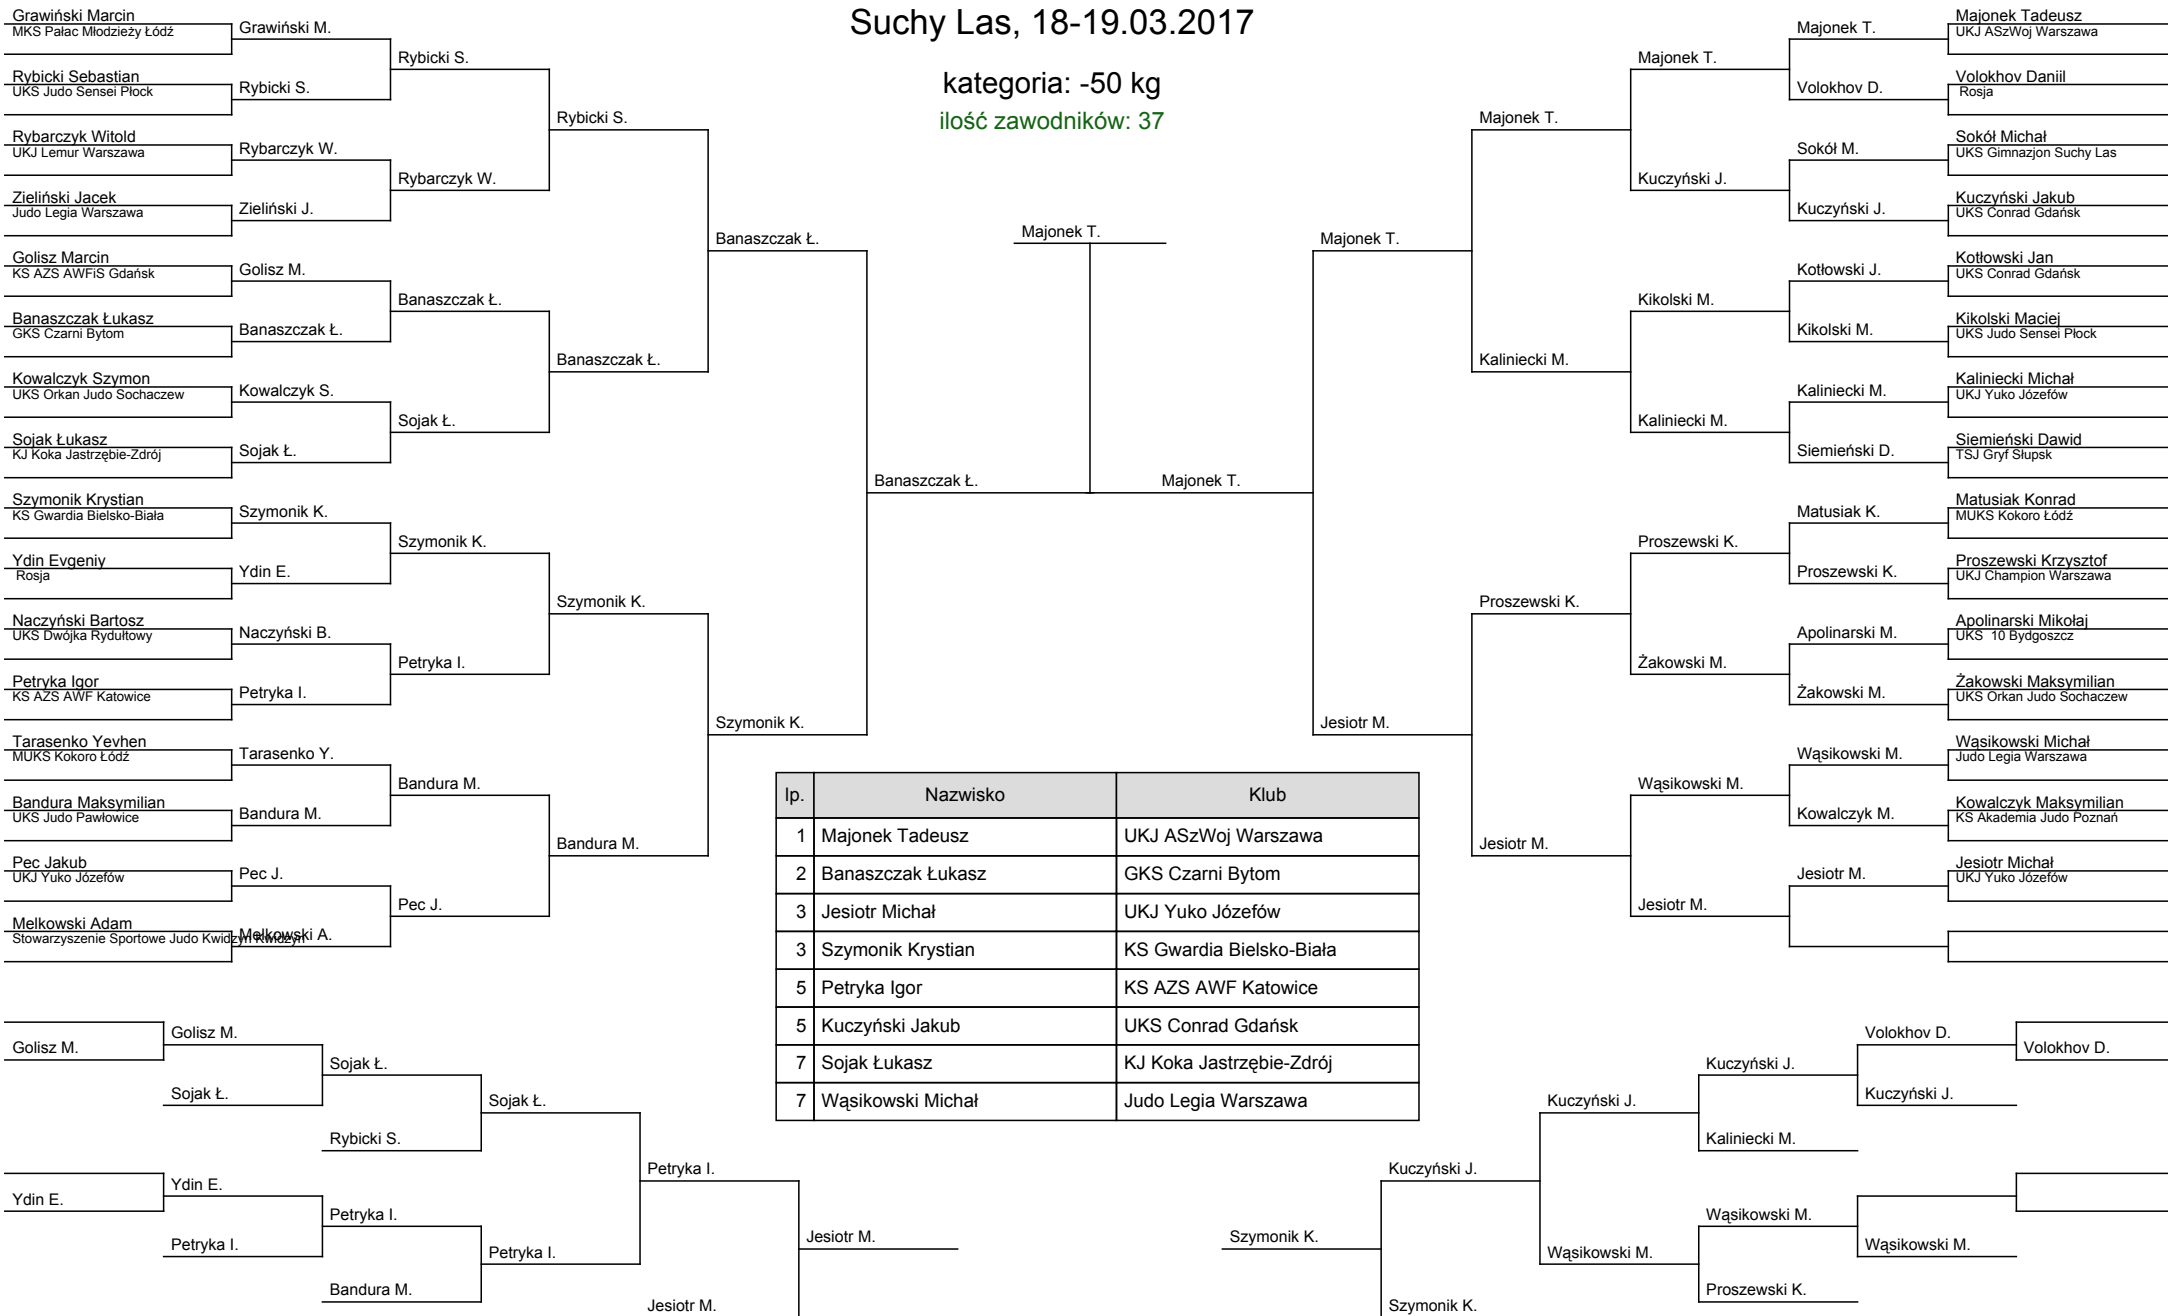 Suchy Las, 18-19.03.2017
kategoria: -50 kg
ilość zawodników: 37
Grawiński Marcin
MKS Pałac Młodzieży Łódź
Rybicki Sebastian
UKS Judo Sensei Płock
Rybarczyk Witold
UKJ Lemur Warszawa
Zieliński Jacek
Judo Legia Warszawa
Golisz Marcin
KS AZS AWFiS Gdańsk
Banaszczak Łukasz
GKS Czarni Bytom
Kowalczyk Szymon
UKS Orkan Judo Sochaczew
Sojak Łukasz
KJ Koka Jastrzębie-Zdrój
Szymonik Krystian
KS Gwardia Bielsko-Biała
Ydin Evgeniy
Rosja
Naczyński Bartosz
UKS Dwójka Rydułtowy
Petryka Igor
KS AZS AWF Katowice
Tarasenko Yevhen
MUKS Kokoro Łódź
Bandura Maksymilian
UKS Judo Pawłowice
Pec Jakub
UKJ Yuko Józefów
Melkowski Adam
Stowarzyszenie Sportowe Judo Kwidzyn Kwidzyn
Grawiński M.
Rybicki S.
Rybarczyk W.
Zieliński J.
Golisz M.
Banaszczak Ł.
Kowalczyk S.
Sojak Ł.
Szymonik K.
Ydin E.
Naczyński B.
Petryka I.
Tarasenko Y.
Bandura M.
Pec J.
Melkowski A.
Rybicki S.
Rybarczyk W.
Banaszczak Ł.
Sojak Ł.
Szymonik K.
Petryka I.
Bandura M.
Pec J.
Rybicki S.
Banaszczak Ł.
Szymonik K.
Bandura M.
Banaszczak Ł.
Szymonik K.
Banaszczak Ł.
Majonek T.
Majonek T.
Majonek T.
Jesiotr M.
Majonek T.
Kaliniecki M.
Proszewski K.
Jesiotr M.
Majonek T.
Kuczyński J.
Kikolski M.
Kaliniecki M.
Proszewski K.
Żakowski M.
Wąsikowski M.
Jesiotr M.
Majonek T.
Volokhov D.
Sokół M.
Kuczyński J.
Kotłowski J.
Kikolski M.
Kaliniecki M.
Siemieński D.
Matusiak K.
Proszewski K.
Apolinarski M.
Żakowski M.
Wąsikowski M.
Kowalczyk M.
Jesiotr M.
Majonek Tadeusz
UKJ ASzWoj Warszawa
Volokhov Daniil
Rosja
Sokół Michał
UKS Gimnazjon Suchy Las
Kuczyński Jakub
UKS Conrad Gdańsk
Kotłowski Jan
UKS Conrad Gdańsk
Kikolski Maciej
UKS Judo Sensei Płock
Kaliniecki Michał
UKJ Yuko Józefów
Siemieński Dawid
TSJ Gryf Słupsk
Matusiak Konrad
MUKS Kokoro Łódź
Proszewski Krzysztof
UKJ Champion Warszawa
Apolinarski Mikołaj
UKS 10 Bydgoszcz
Żakowski Maksymilian
UKS Orkan Judo Sochaczew
Wąsikowski Michał
Judo Legia Warszawa
Kowalczyk Maksymilian
KS Akademia Judo Poznań
Jesiotr Michał
UKJ Yuko Józefów
lp. Nazwisko Klub
1 Majonek Tadeusz UKJ ASzWoj Warszawa
2 Banaszczak Łukasz GKS Czarni Bytom
3 Jesiotr Michał UKJ Yuko Józefów
3 Szymonik Krystian KS Gwardia Bielsko-Biała
5 Petryka Igor KS AZS AWF Katowice
5 Kuczyński Jakub UKS Conrad Gdańsk
7 Sojak Łukasz KJ Koka Jastrzębie-Zdrój
7 Wąsikowski Michał Judo Legia Warszawa
Golisz M.
Ydin E.
Golisz M.
Sojak Ł.
Ydin E.
Petryka I.
Sojak Ł.
Rybicki S.
Petryka I.
Bandura M.
Sojak Ł.
Petryka I.
Petryka I.
Jesiotr M.
Jesiotr M.
Szymonik K.
Kuczyński J.
Szymonik K.
Kuczyński J.
Wąsikowski M.
Kuczyński J.
Kaliniecki M.
Wąsikowski M.
Proszewski K.
Volokhov D.
Kuczyński J.
Wąsikowski M.
Volokhov D.